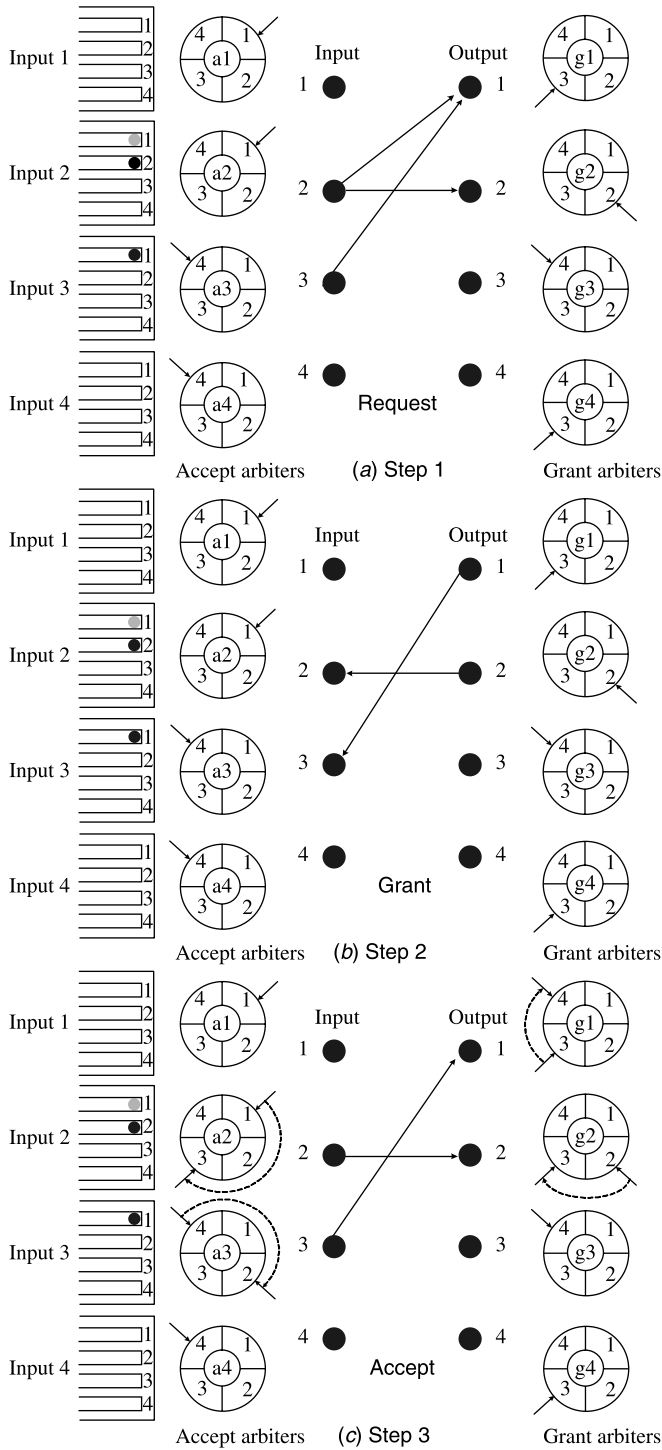 Input 1
1
2
3
4
4 1
a1
3 2
Input
Output
1
1
4 1
g1
3 2
Input 2
1
2
3
4
4 1
a2
3 2
2
2
4 1
g2
3 2
Input 3
1
2
3
4
4 1
a3
3 2
3
3
4 1
g3
3 2
Input 4
1
2
3
4
4 1
a4
3 2
4
4
Request
4 1
g4
3 2
Accept arbiters
(a) Step 1
Grant arbiters
Input 1
1
2
3
4
4 1
a1
3 2
Input
Output
1
1
4 1
g1
3 2
Input 2
1
2
3
4
4 1
a2
3 2
2
2
4 1
g2
3 2
Input 3
1
2
3
4
4 1
a3
3 2
3
3
4 1
g3
3 2
Input 4
1
2
3
4
4 1
a4
3 2
4
4
Grant
4 1
g4
3 2
Accept arbiters
(b) Step 2
Grant arbiters
Input 1
1
2
3
4
4 1
a1
3 2
Input
Output
1
1
4 1
g1
3 2
Input 2
1
2
3
4
4 1
a2
3 2
2
2
4 1
g2
3 2
Input 3
1
2
3
4
4 1
a3
3 2
3
3
4 1
g3
3 2
Input 4
1
2
3
4
4 1
a4
3 2
4
4
Accept
4 1
g4
3 2
Accept arbiters
(c) Step 3
Grant arbiters